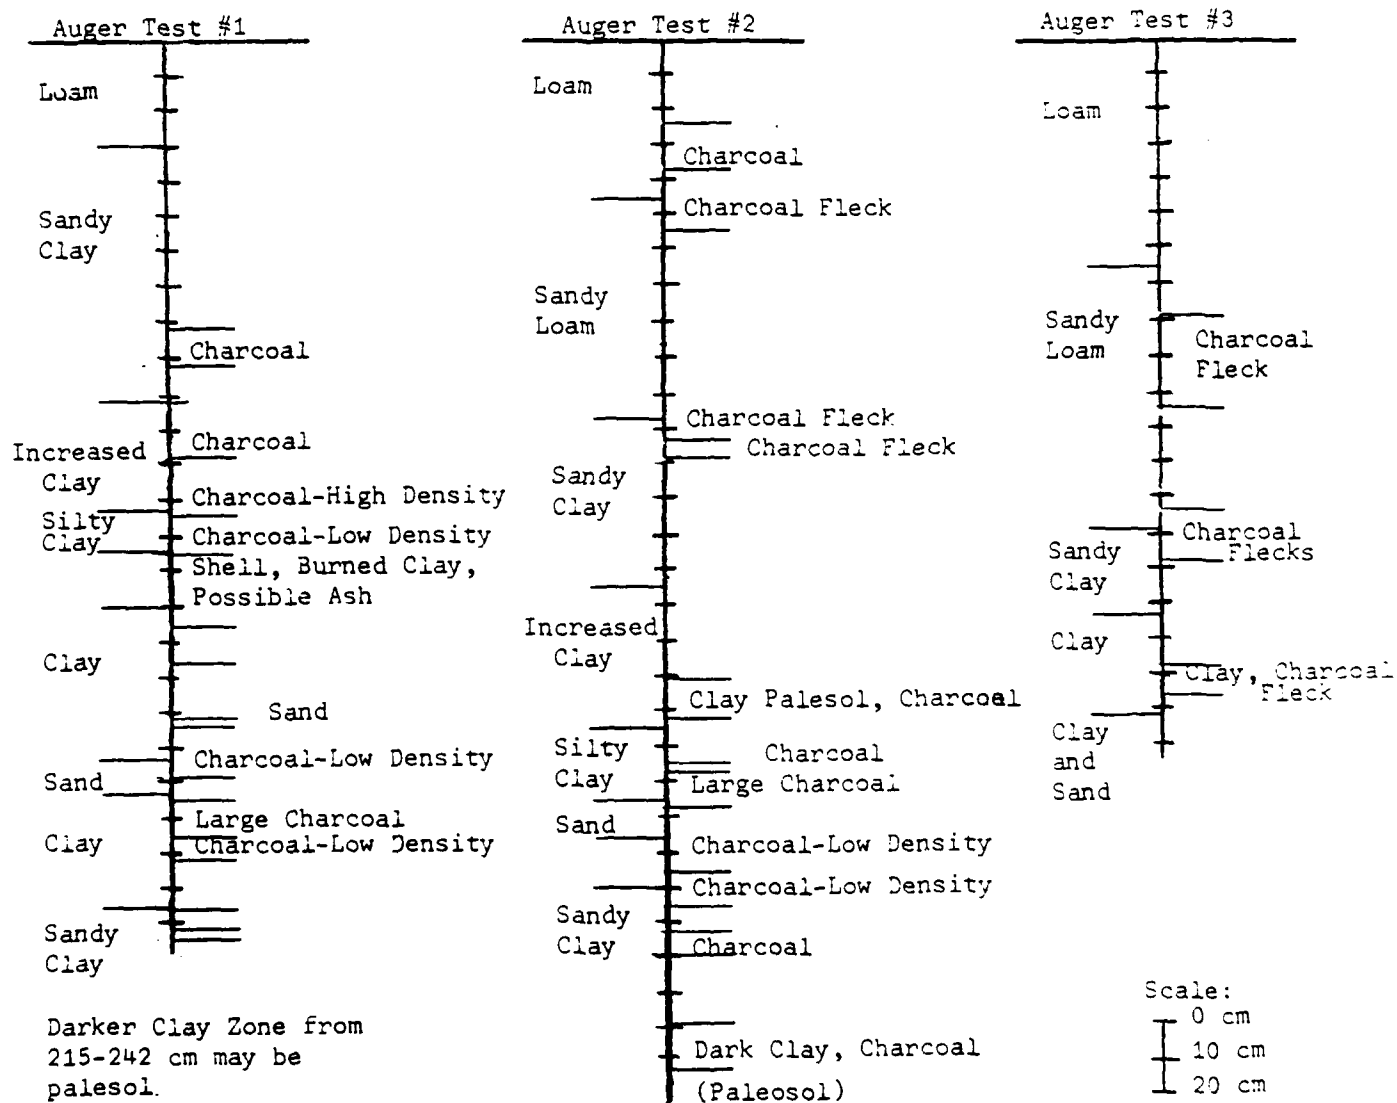 Auger Test #1
Loam
Sandy
Clay
Charcoal
Increased
Clay
Charcoal
Charcoal-High Density
Silty
Clay
Charcoal-Low Density
Shell, Burned Clay,
Possible Ash
Clay
Sand
Charcoal-Low Density
Sand
Large Charcoal
Clay
Charcoal-Low Density
Sandy
Clay
Darker Clay Zone from
215-242 cm may be
palesol.
Auger Test #2
Loam
Charcoal
Charcoal Fleck
Sandy
Loam
Charcoal Fleck
Charcoal Fleck
Sandy
Clay
Increased
Clay
Clay Palesol, Charcoal
Silty
Clay
Charcoal
Large Charcoal
Sand
Charcoal-Low Density
Charcoal-Low Density
Sandy
Clay
Charcoal
Dark Clay, Charcoal
(Paleosol)
Auger Test #3
Loam
Sandy
Loam
Charcoal
Fleck
Charcoal
Flecks
Sandy
Clay
Clay
Clay, Charcoal
Fleck
Clay
and
Sand
Scale:
0 cm
10 cm
20 cm